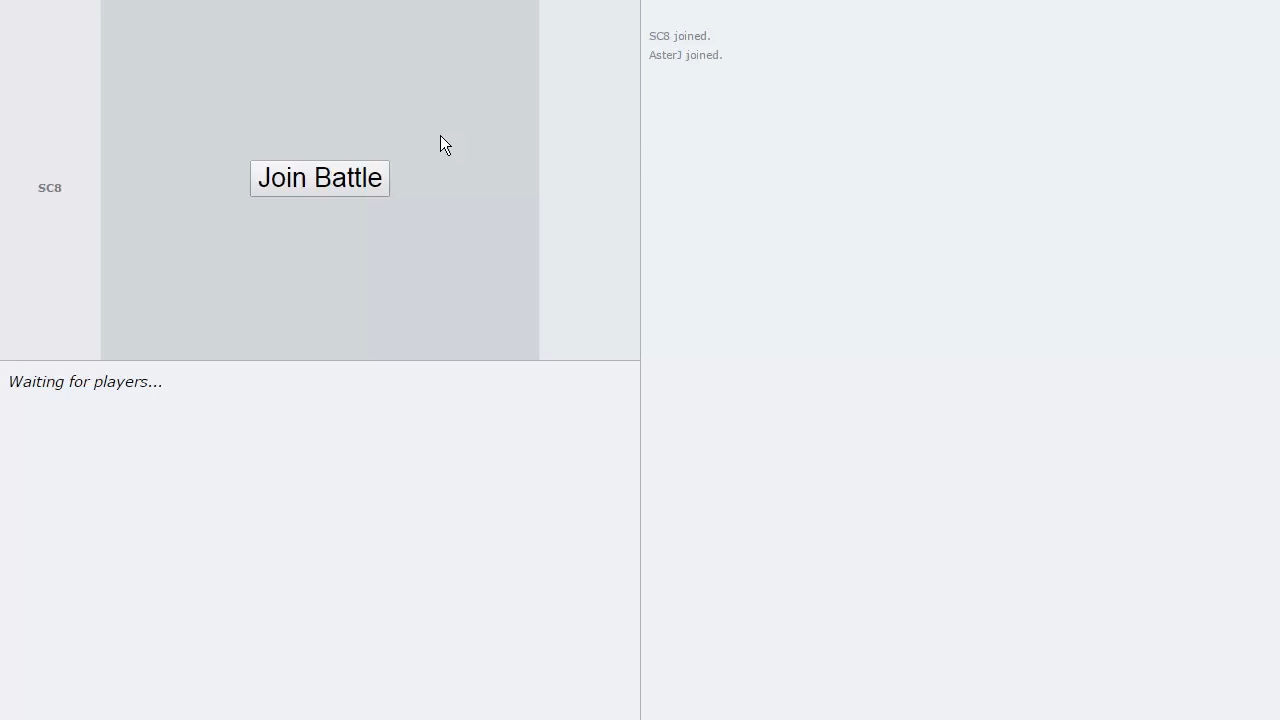 SC8
Join Battle
Waiting for players...
SC8 joined.
AsterJ joined.